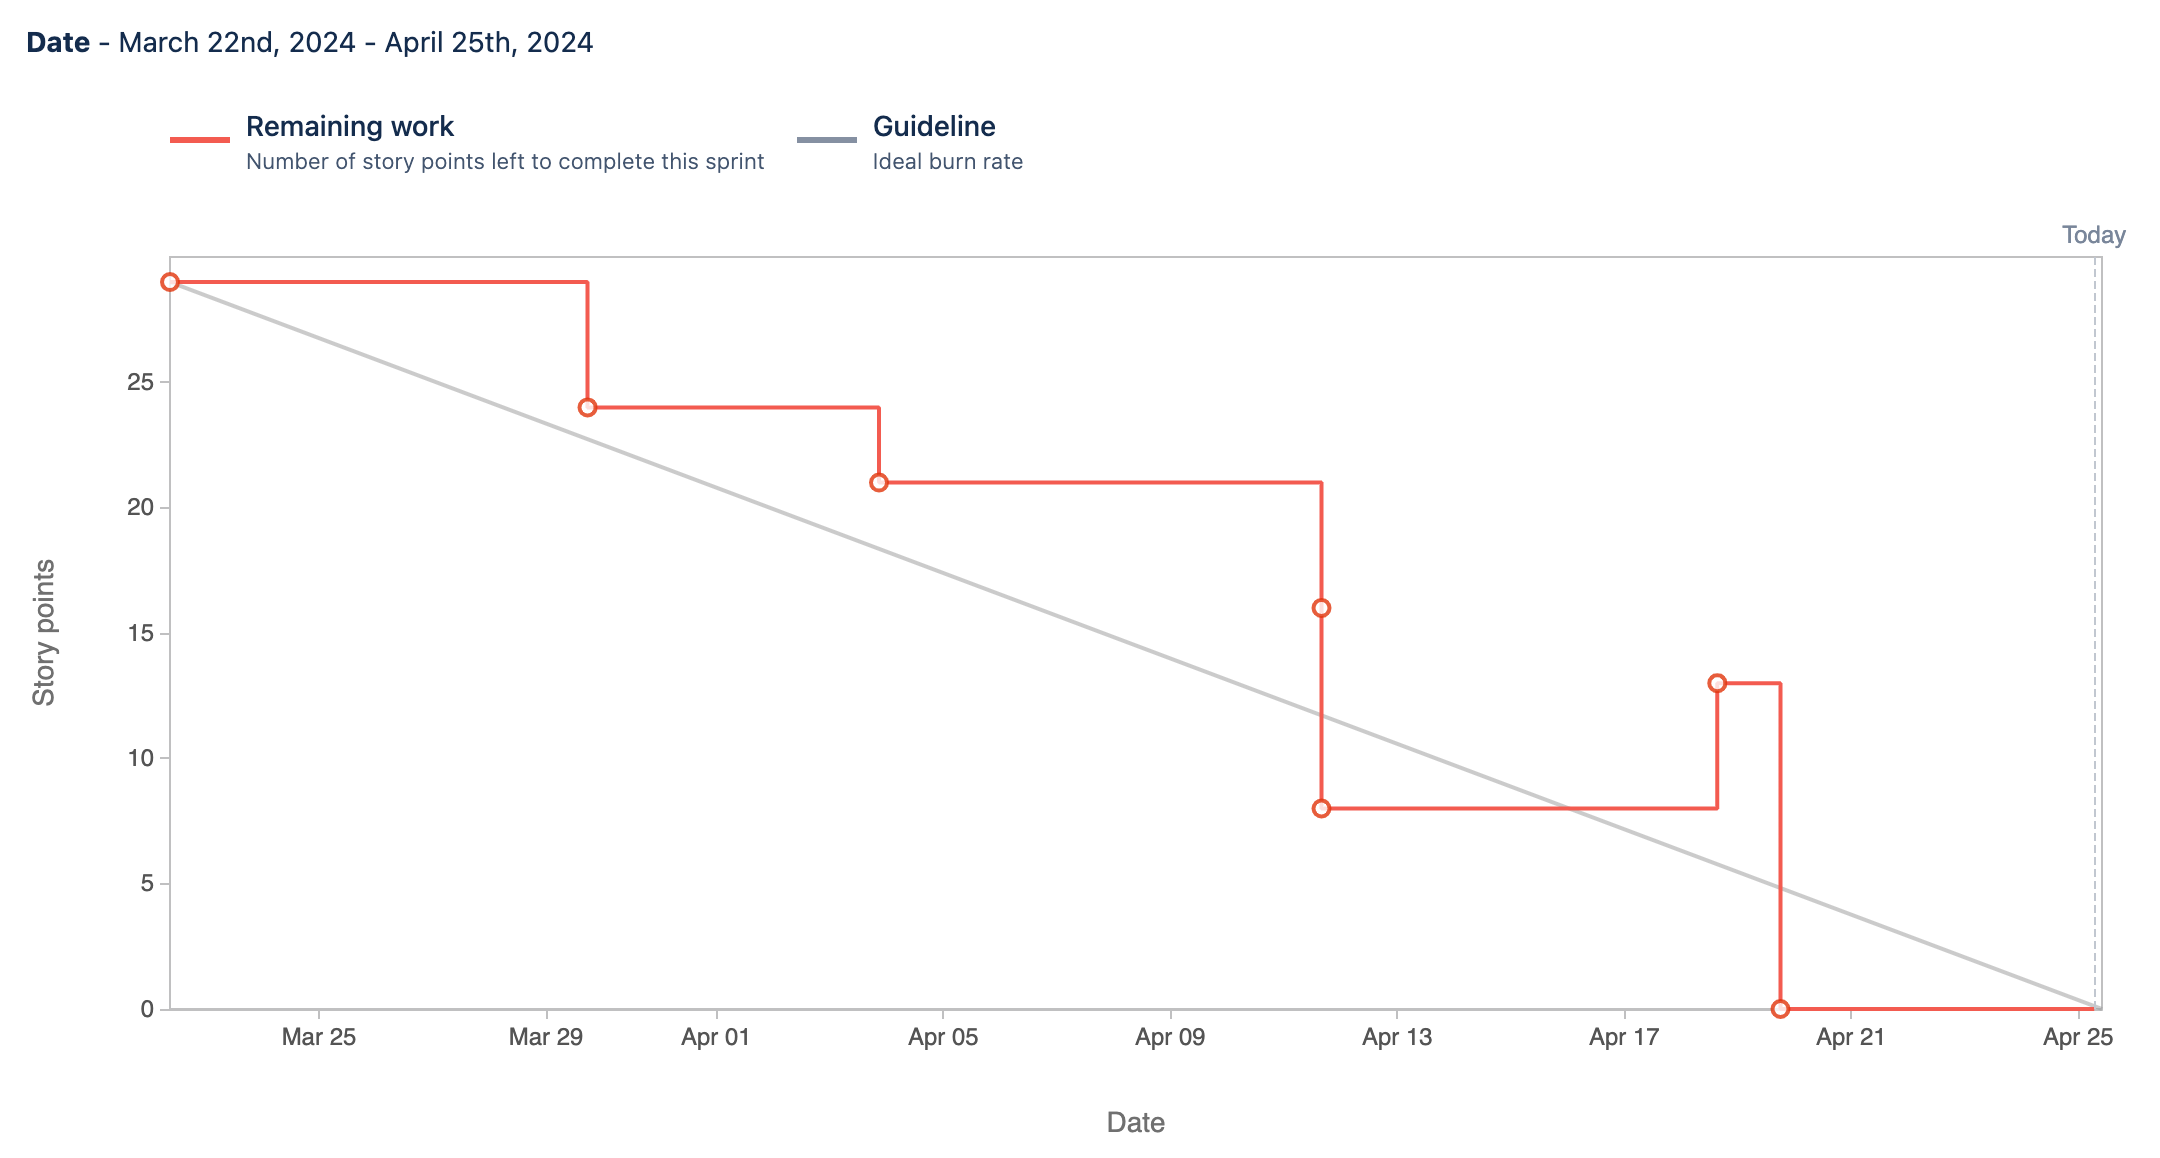 Date - March 22nd, 2024 - April 25th, 2024
Remaining work
Number of story points left to complete this sprint
Guideline
Ideal burn rate
Today
Story points
25
20
15
10
5
0
Mar 25 Mar 29 Apr 01 Apr 05 Apr 09 Apr 13 Apr 17 Apr 21 Apr 25
Date